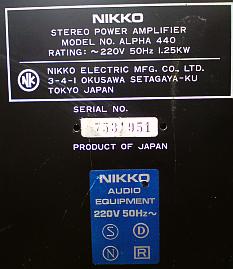 NIKKO
STEREO POWER AMPLIFIER
MODEL NO. ALPHA 440
RATING: ~220V 50Hz 1.25KW
NK
NIKKO ELECTRIC MFG. CO., LTD.
3-4-1 OKUSAWA SETAGAYA-KU
TOKYO JAPAN
SERIAL NO.
PRODUCT OF JAPAN
NIKKO
AUDIO
EQUIPMENT
220V 50Hz~
S D
N R